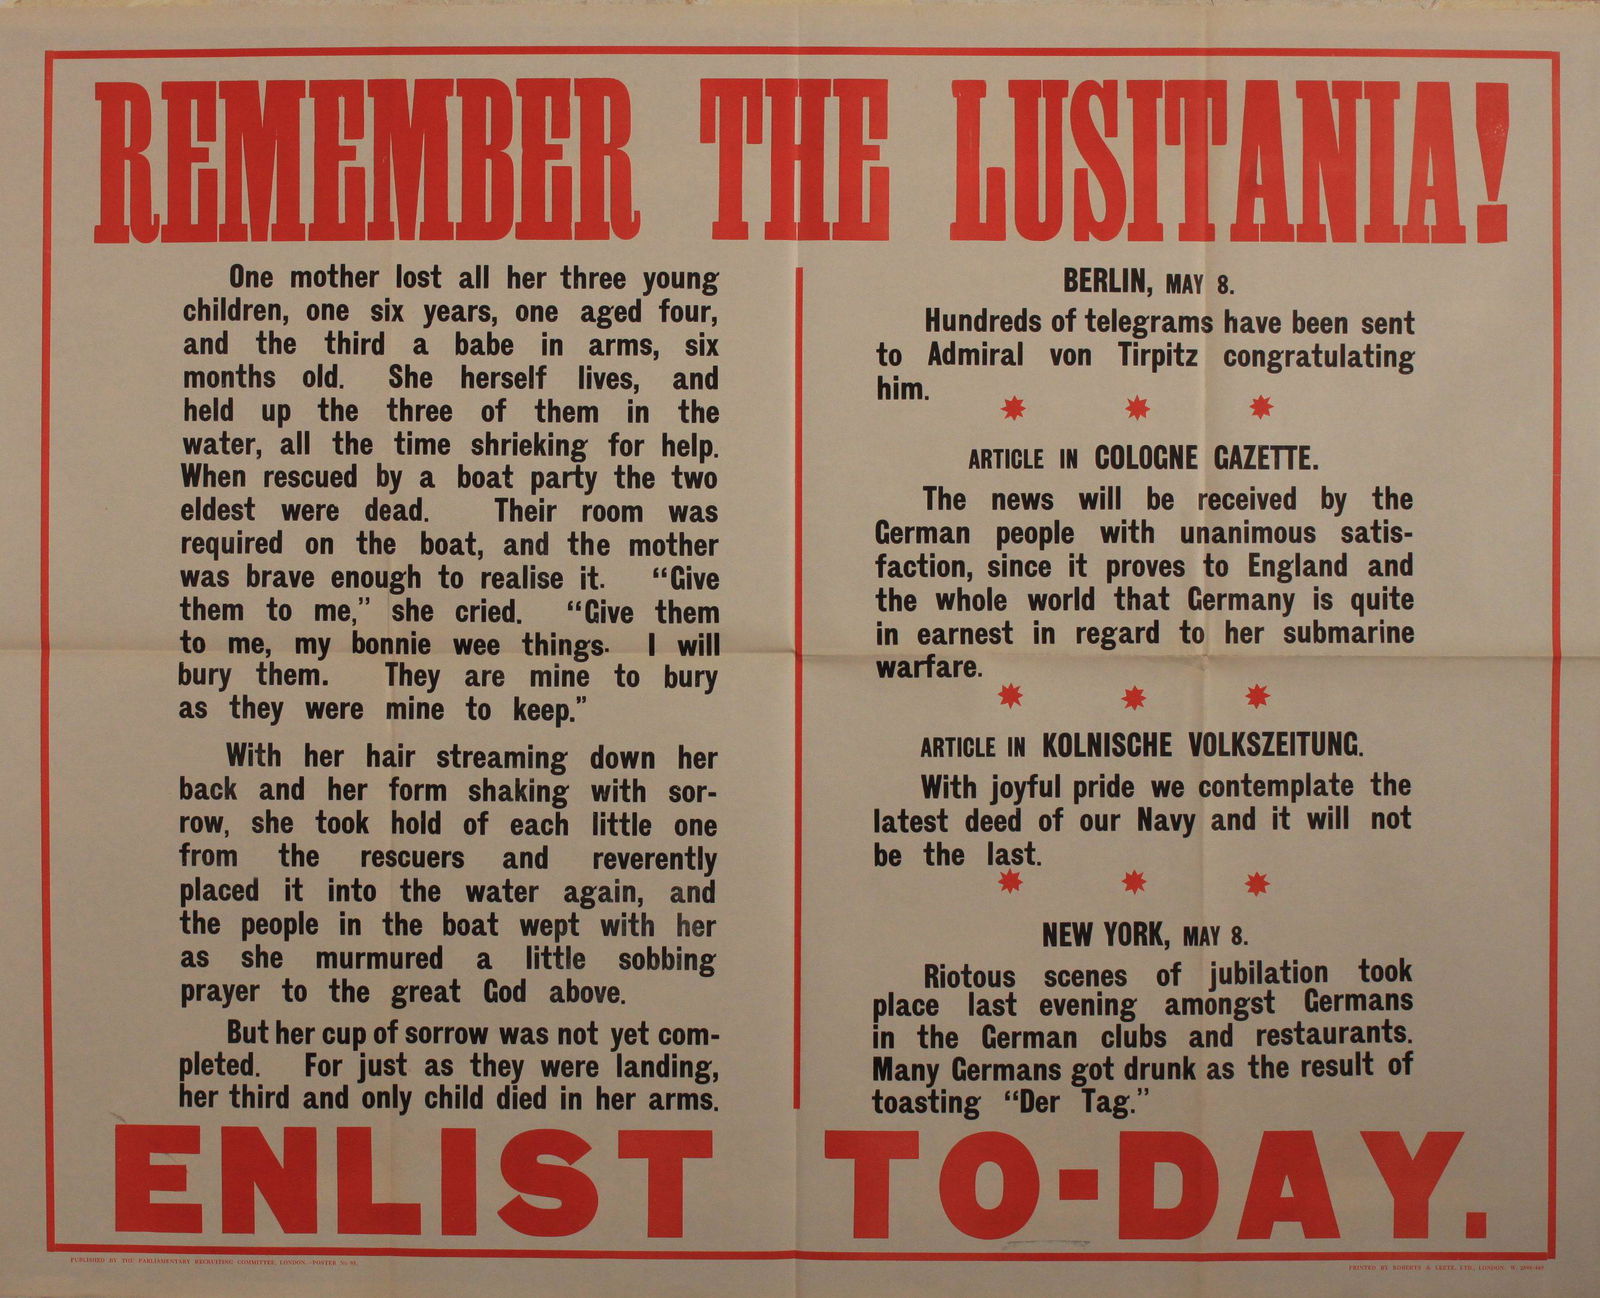 REMEMBER THE LUSITANIA!
One mother lost all her three young
children, one six years, one aged four,
and the third a babe in arms, six
months old. She herself lives, and
held up the three of them in the
water, all the time shrieking for help.
When rescued by a boat party the two
eldest were dead. Their room was
required on the boat, and the mother
was brave enough to realise it. “Give
them to me,” she cried. “Give them
to me, my bonnie wee things. I will
bury them. They are mine to bury
as they were mine to keep.”
With her hair streaming down her
back and her form shaking with sor-
row, she took hold of each little one
from the rescuers and reverently
placed it into the water again, and
the people in the boat wept with her
as she murmured a little sobbing
prayer to the great God above.
But her cup of sorrow was not yet com-
pleted. For just as they were landing,
her third and only child died in her arms.
BERLIN, MAY 8.
Hundreds of telegrams have been sent
to Admiral von Tirpitz congratulating
him.
ARTICLE IN COLOGNE GAZETTE.
The news will be received by the
German people with unanimous satis-
faction, since it proves to England and
the whole world that Germany is quite
in earnest in regard to her submarine
warfare.
ARTICLE IN KOLNISCHE VOLKSZEITUNG.
With joyful pride we contemplate the
latest deed of our Navy and it will not
be the last.
NEW YORK, MAY 8.
Riotous scenes of jubilation took
place last evening amongst Germans
in the German clubs and restaurants.
Many Germans got drunk as the result of
toasting “Der Tag.”
ENLIST TO-DAY.
PUBLISHED BY THE PARLIAMENTARY RECRUITING COMMITTEE, LONDON.—POSTER No
PRINTED BY ROBERTS & LEETE, LTD., LONDON. W.